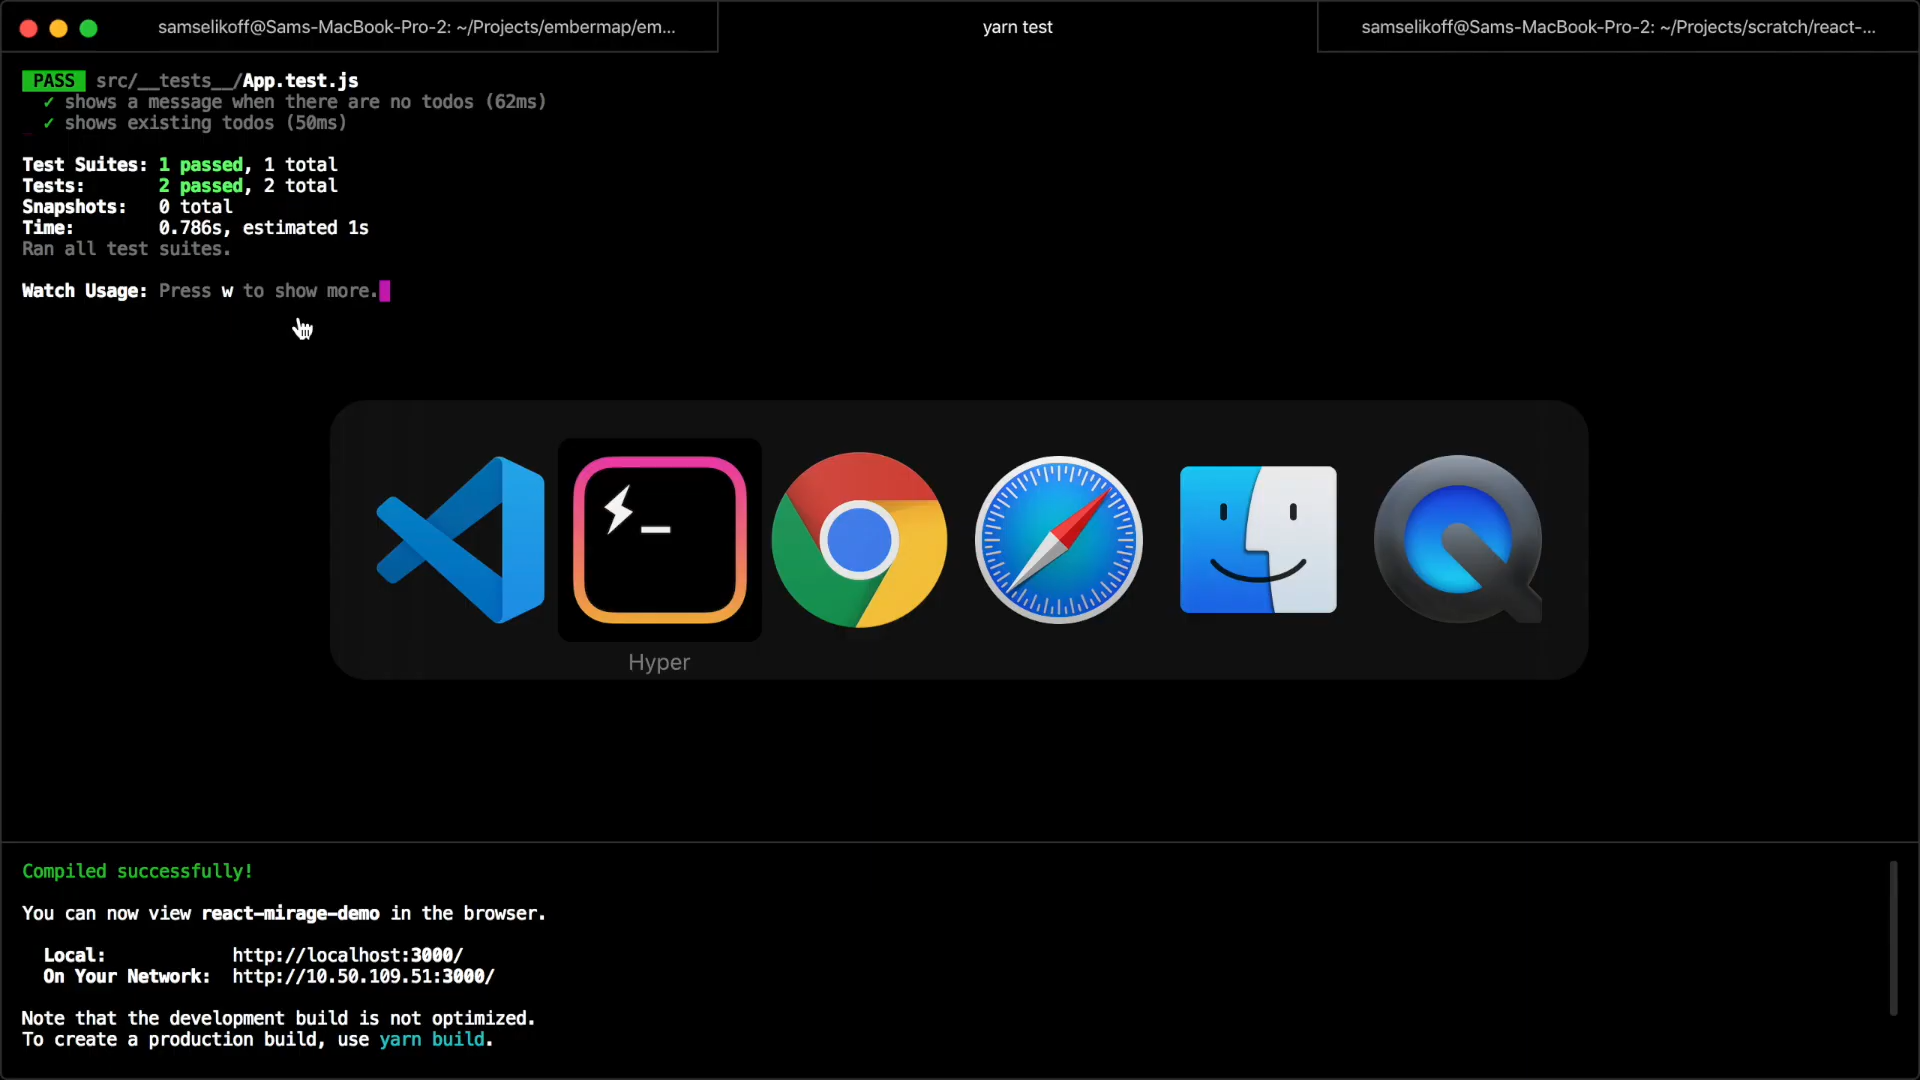 samselikoff@Sams-MacBook-Pro-2: ~/Projects/embermap/em...
yarn test
samselikoff@Sams-MacBook-Pro-2: ~/Projects/scratch/react-...
PASS src/__tests__/App.test.js
✓ shows a message when there are no todos (62ms)
✓ shows existing todos (50ms)
Test Suites: 1 passed, 1 total
Tests: 2 passed, 2 total
Snapshots: 0 total
Time: 0.786s, estimated 1s
Ran all test suites.
Watch Usage: Press w to show more.
Hyper
Compiled successfully!
You can now view react-mirage-demo in the browser.
Local: http://localhost:3000/
On Your Network: http://10.50.109.51:3000/
Note that the development build is not optimized.
To create a production build, use yarn build.